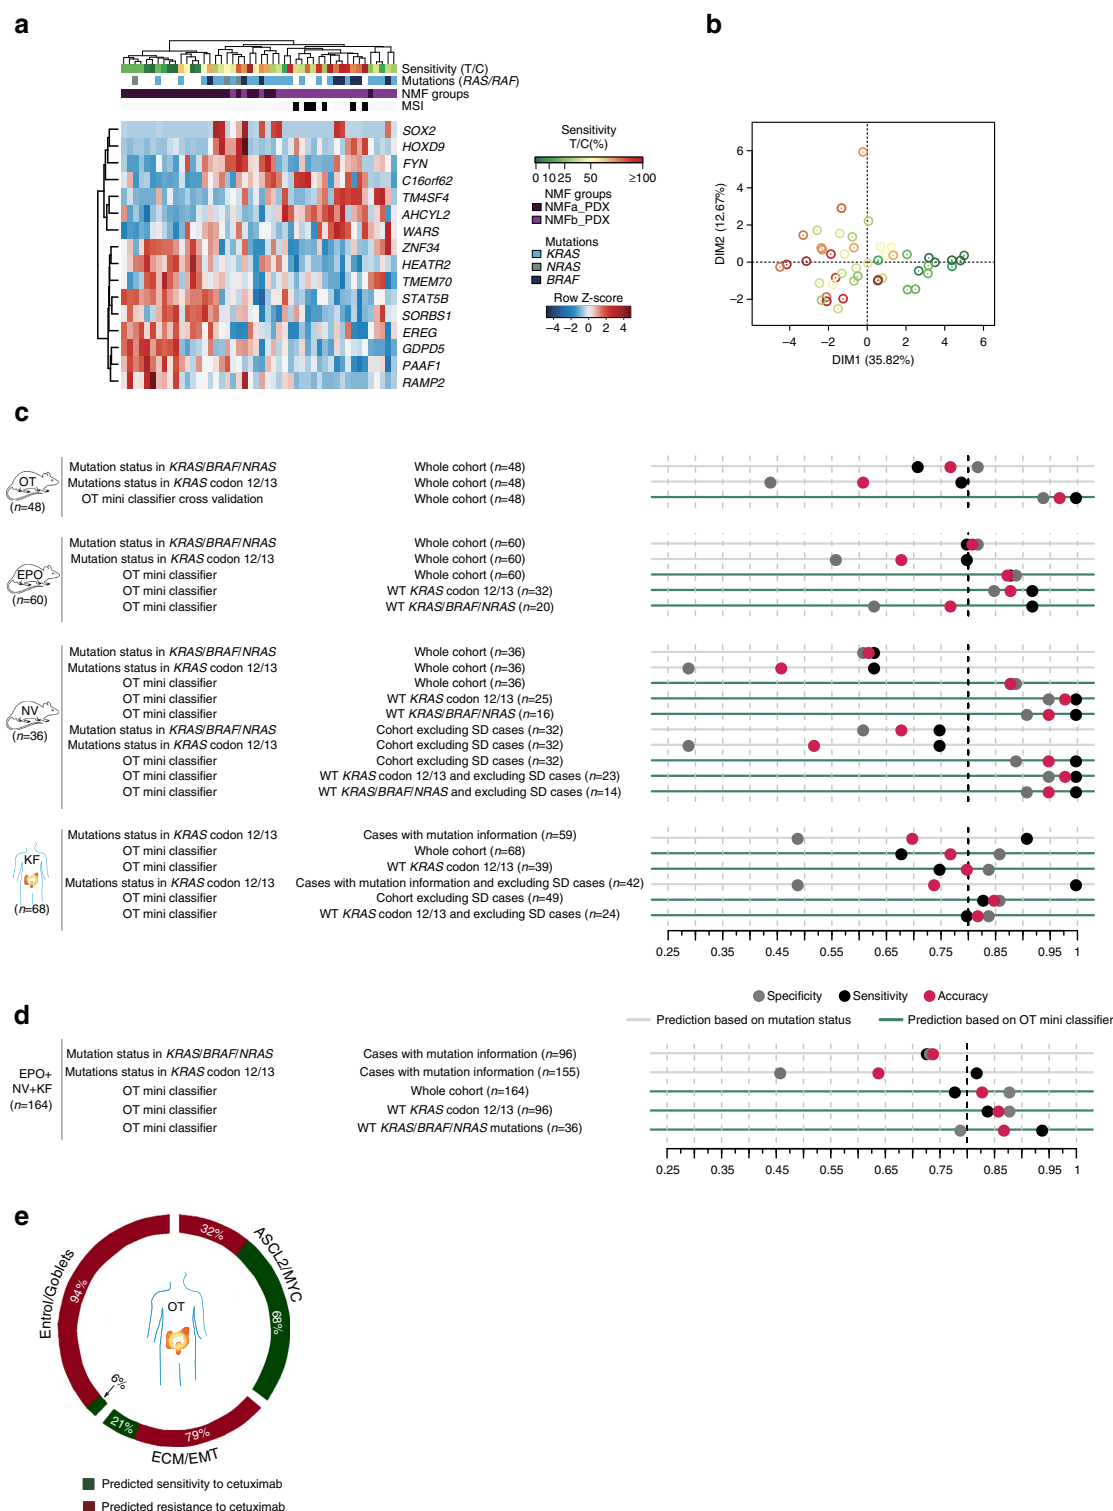 a
Sensitivity (T/C)
Mutations (RAS/RAF)
NMF groups
MSI
SOX2
HOXD9
FYN
C16orf62
TM4SF4
AHCYL2
WARS
ZNF34
HEATR2
TMEM70
STAT5B
SORBS1
EREG
GDPD5
PAAF1
RAMP2
Sensitivity
T/C(%)
0 10 25 50 ≥100
NMF groups
NMFa_PDX
NMFb_PDX
Mutations
KRAS
NRAS
BRAF
Row Z-score
−4 −2 0 2 4
b
DIM2 (12.67%)
6
4
2
0
−2
−4 −2 0 2 4 6
DIM1 (35.82%)
c
OT
(n=48)
Mutation status in KRAS/BRAF/NRAS Whole cohort (n=48)
Mutations status in KRAS codon 12/13 Whole cohort (n=48)
OT mini classifier cross validation Whole cohort (n=48)
EPO
(n=60)
Mutation status in KRAS/BRAF/NRAS Whole cohort (n=60)
Mutation status in KRAS codon 12/13 Whole cohort (n=60)
OT mini classifier Whole cohort (n=60)
OT mini classifier WT KRAS codon 12/13 (n=32)
OT mini classifier WT KRAS/BRAF/NRAS (n=20)
NV
(n=36)
Mutation status in KRAS/BRAF/NRAS Whole cohort (n=36)
Mutations status in KRAS codon 12/13 Whole cohort (n=36)
OT mini classifier Whole cohort (n=36)
OT mini classifier WT KRAS codon 12/13 (n=25)
OT mini classifier WT KRAS/BRAF/NRAS (n=16)
Mutation status in KRAS/BRAF/NRAS Cohort excluding SD cases (n=32)
Mutations status in KRAS codon 12/13 Cohort excluding SD cases (n=32)
OT mini classifier Cohort excluding SD cases (n=32)
OT mini classifier WT KRAS codon 12/13 and excluding SD cases (n=23)
OT mini classifier WT KRAS/BRAF/NRAS and excluding SD cases (n=14)
KF
(n=68)
Mutations status in KRAS codon 12/13 Cases with mutation information (n=59)
OT mini classifier Whole cohort (n=68)
OT mini classifier WT KRAS codon 12/13 (n=39)
Mutations status in KRAS codon 12/13 Cases with mutation information and excluding SD cases (n=42)
OT mini classifier Cohort excluding SD cases (n=49)
OT mini classifier WT KRAS codon 12/13 and excluding SD cases (n=24)
0.25 0.35 0.45 0.55 0.65 0.75 0.85 0.95 1
Specificity Sensitivity Accuracy
Prediction based on mutation status Prediction based on OT mini classifier
d
EPO+
NV+KF
(n=164)
Mutation status in KRAS/BRAF/NRAS Cases with mutation information (n=96)
Mutations status in KRAS codon 12/13 Cases with mutation information (n=155)
OT mini classifier Whole cohort (n=164)
OT mini classifier WT KRAS codon 12/13 (n=96)
OT mini classifier WT KRAS/BRAF/NRAS mutations (n=36)
0.25 0.35 0.45 0.55 0.65 0.75 0.85 0.95 1
e
Entrol/Goblets
94%
6%
32%
ASCL2/MYC
68%
OT
21%
79%
ECM/EMT
Predicted sensitivity to cetuximab
Predicted resistance to cetuximab